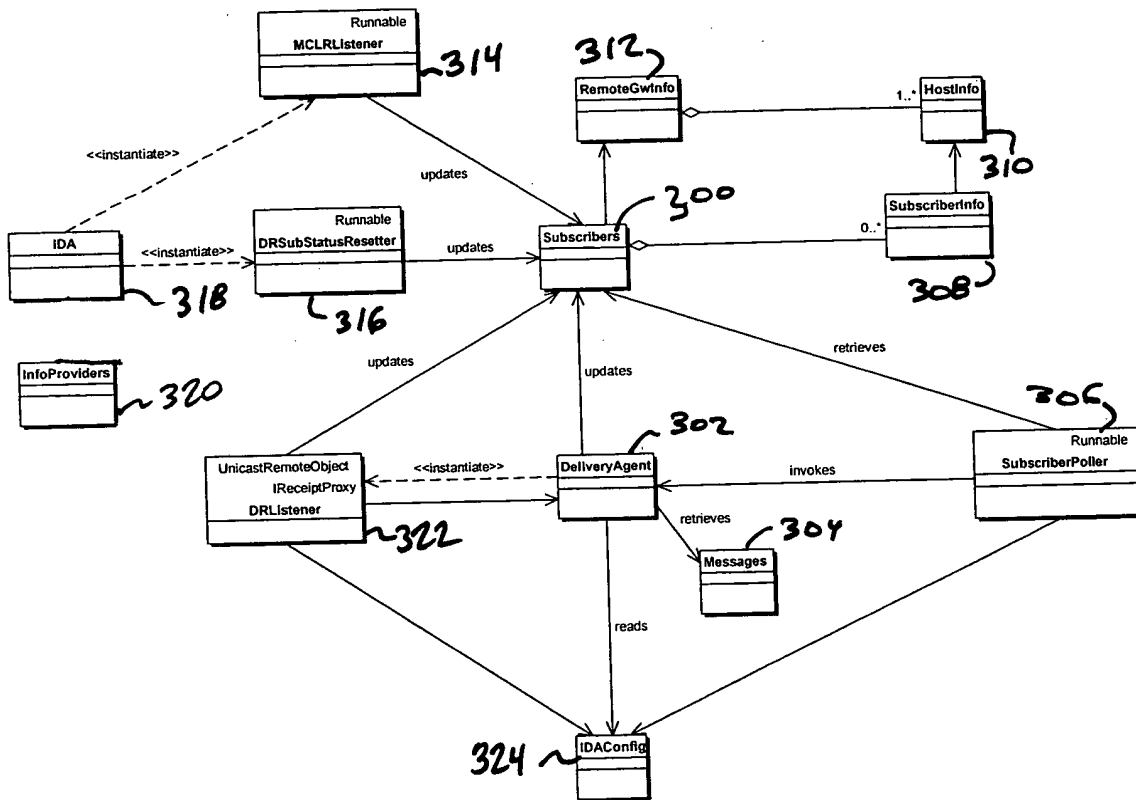 Runnable
MCLRListener
314
312
RemoteGwInfo
1..*
HostInfo
310
<<instantiate>>
updates
300
SubscriberInfo
0..*
308
IDA
318
<<instantiate>>
Runnable
DRSubStatusResetter
316
updates
Subscribers
InfoProviders
320
updates
updates
retrieves
302
306
UnicastRemoteObject
IReceiptProxy
DRListener
322
<<instantiate>>
DeliveryAgent
invokes
Runnable
SubscriberPoller
retrieves
304
Messages
reads
324
IDAConfig